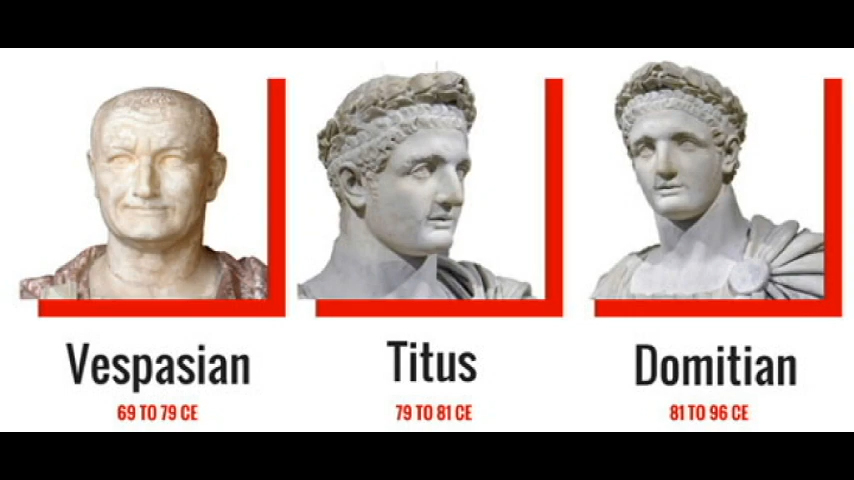 Vespasian
69 TO 79 CE
Titus
79 TO 81 CE
Domitian
81 TO 96 CE